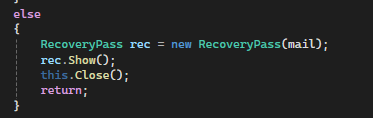 else
{
RecoveryPass rec = new RecoveryPass(mail);
rec.Show();
this.Close();
return;
}